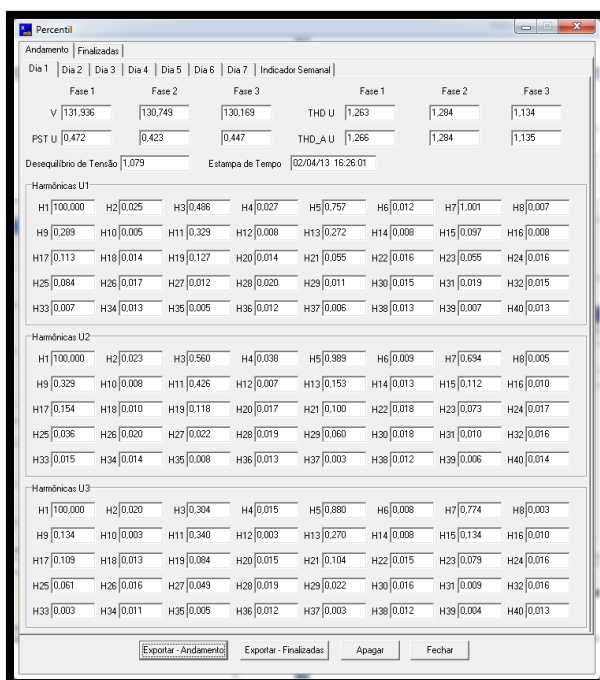 Percentil
Andamento Finalizadas
Dia 1 Dia 2 Dia 3 Dia 4 Dia 5 Dia 6 Dia 7 Indicador Semanal
Fase 1 Fase 2 Fase 3 Fase 1 Fase 2 Fase 3
V 131,936 130,749 130,169 THD U 1,263 1,284 1,134
PST U 0,472 0,423 0,447 THD_A U 1,266 1,284 1,135
Desequilíbrio de Tensão 1,079 Estampa de Tempo 02/04/13 16:26:01
Harmônicas U1
H1 100,000 H2 0,025 H3 0,486 H4 0,027 H5 0,757 H6 0,012 H7 1,001 H8 0,007
H9 0,289 H10 0,005 H11 0,329 H12 0,008 H13 0,272 H14 0,008 H15 0,097 H16 0,008
H17 0,113 H18 0,014 H19 0,127 H20 0,014 H21 0,055 H22 0,016 H23 0,055 H24 0,016
H25 0,084 H26 0,017 H27 0,012 H28 0,020 H29 0,011 H30 0,015 H31 0,019 H32 0,015
H33 0,007 H34 0,013 H35 0,005 H36 0,012 H37 0,006 H38 0,013 H39 0,007 H40 0,013
Harmônicas U2
H1 100,000 H2 0,023 H3 0,560 H4 0,038 H5 0,989 H6 0,009 H7 0,694 H8 0,005
H9 0,329 H10 0,008 H11 0,426 H12 0,007 H13 0,153 H14 0,013 H15 0,112 H16 0,010
H17 0,154 H18 0,010 H19 0,118 H20 0,017 H21 0,100 H22 0,018 H23 0,073 H24 0,017
H25 0,036 H26 0,020 H27 0,022 H28 0,019 H29 0,060 H30 0,018 H31 0,010 H32 0,016
H33 0,015 H34 0,014 H35 0,008 H36 0,013 H37 0,003 H38 0,012 H39 0,006 H40 0,014
Harmônicas U3
H1 100,000 H2 0,020 H3 0,304 H4 0,015 H5 0,880 H6 0,008 H7 0,774 H8 0,003
H9 0,134 H10 0,003 H11 0,340 H12 0,003 H13 0,270 H14 0,008 H15 0,134 H16 0,010
H17 0,109 H18 0,013 H19 0,084 H20 0,015 H21 0,104 H22 0,015 H23 0,079 H24 0,016
H25 0,061 H26 0,016 H27 0,049 H28 0,019 H29 0,022 H30 0,016 H31 0,009 H32 0,016
H33 0,003 H34 0,011 H35 0,005 H36 0,012 H37 0,003 H38 0,012 H39 0,004 H40 0,013
Exportar - Andamento Exportar - Finalizadas Apagar Fechar